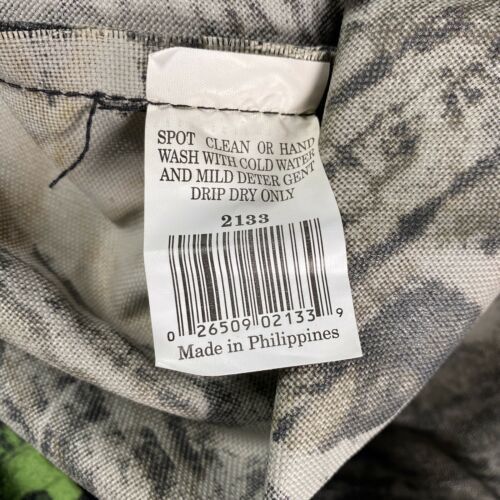 SPOT CLEAN OR HAND
WASH WITH COLD WATER
AND MILD DETER GENT
DRIP DRY ONLY
2133
0 26509 02133 9
Made in Philippines